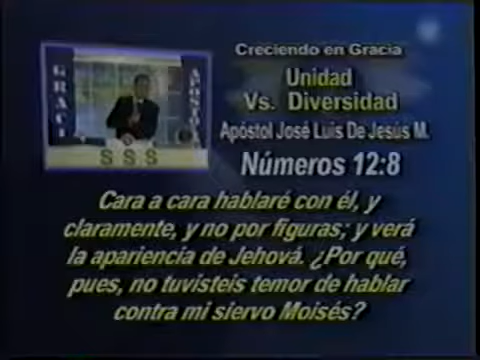 Creciendo en Gracia
Unidad
Vs. Diversidad
Apóstol José Luis De Jesús M.
Números 12:8
GRACI
APOSTO
S S S
Cara a cara hablaré con él, y
claramente, y no por figuras; y verá
la apariencia de Jehová. ¿Por qué,
pues, no tuvisteis temor de hablar
contra mi siervo Moisés?